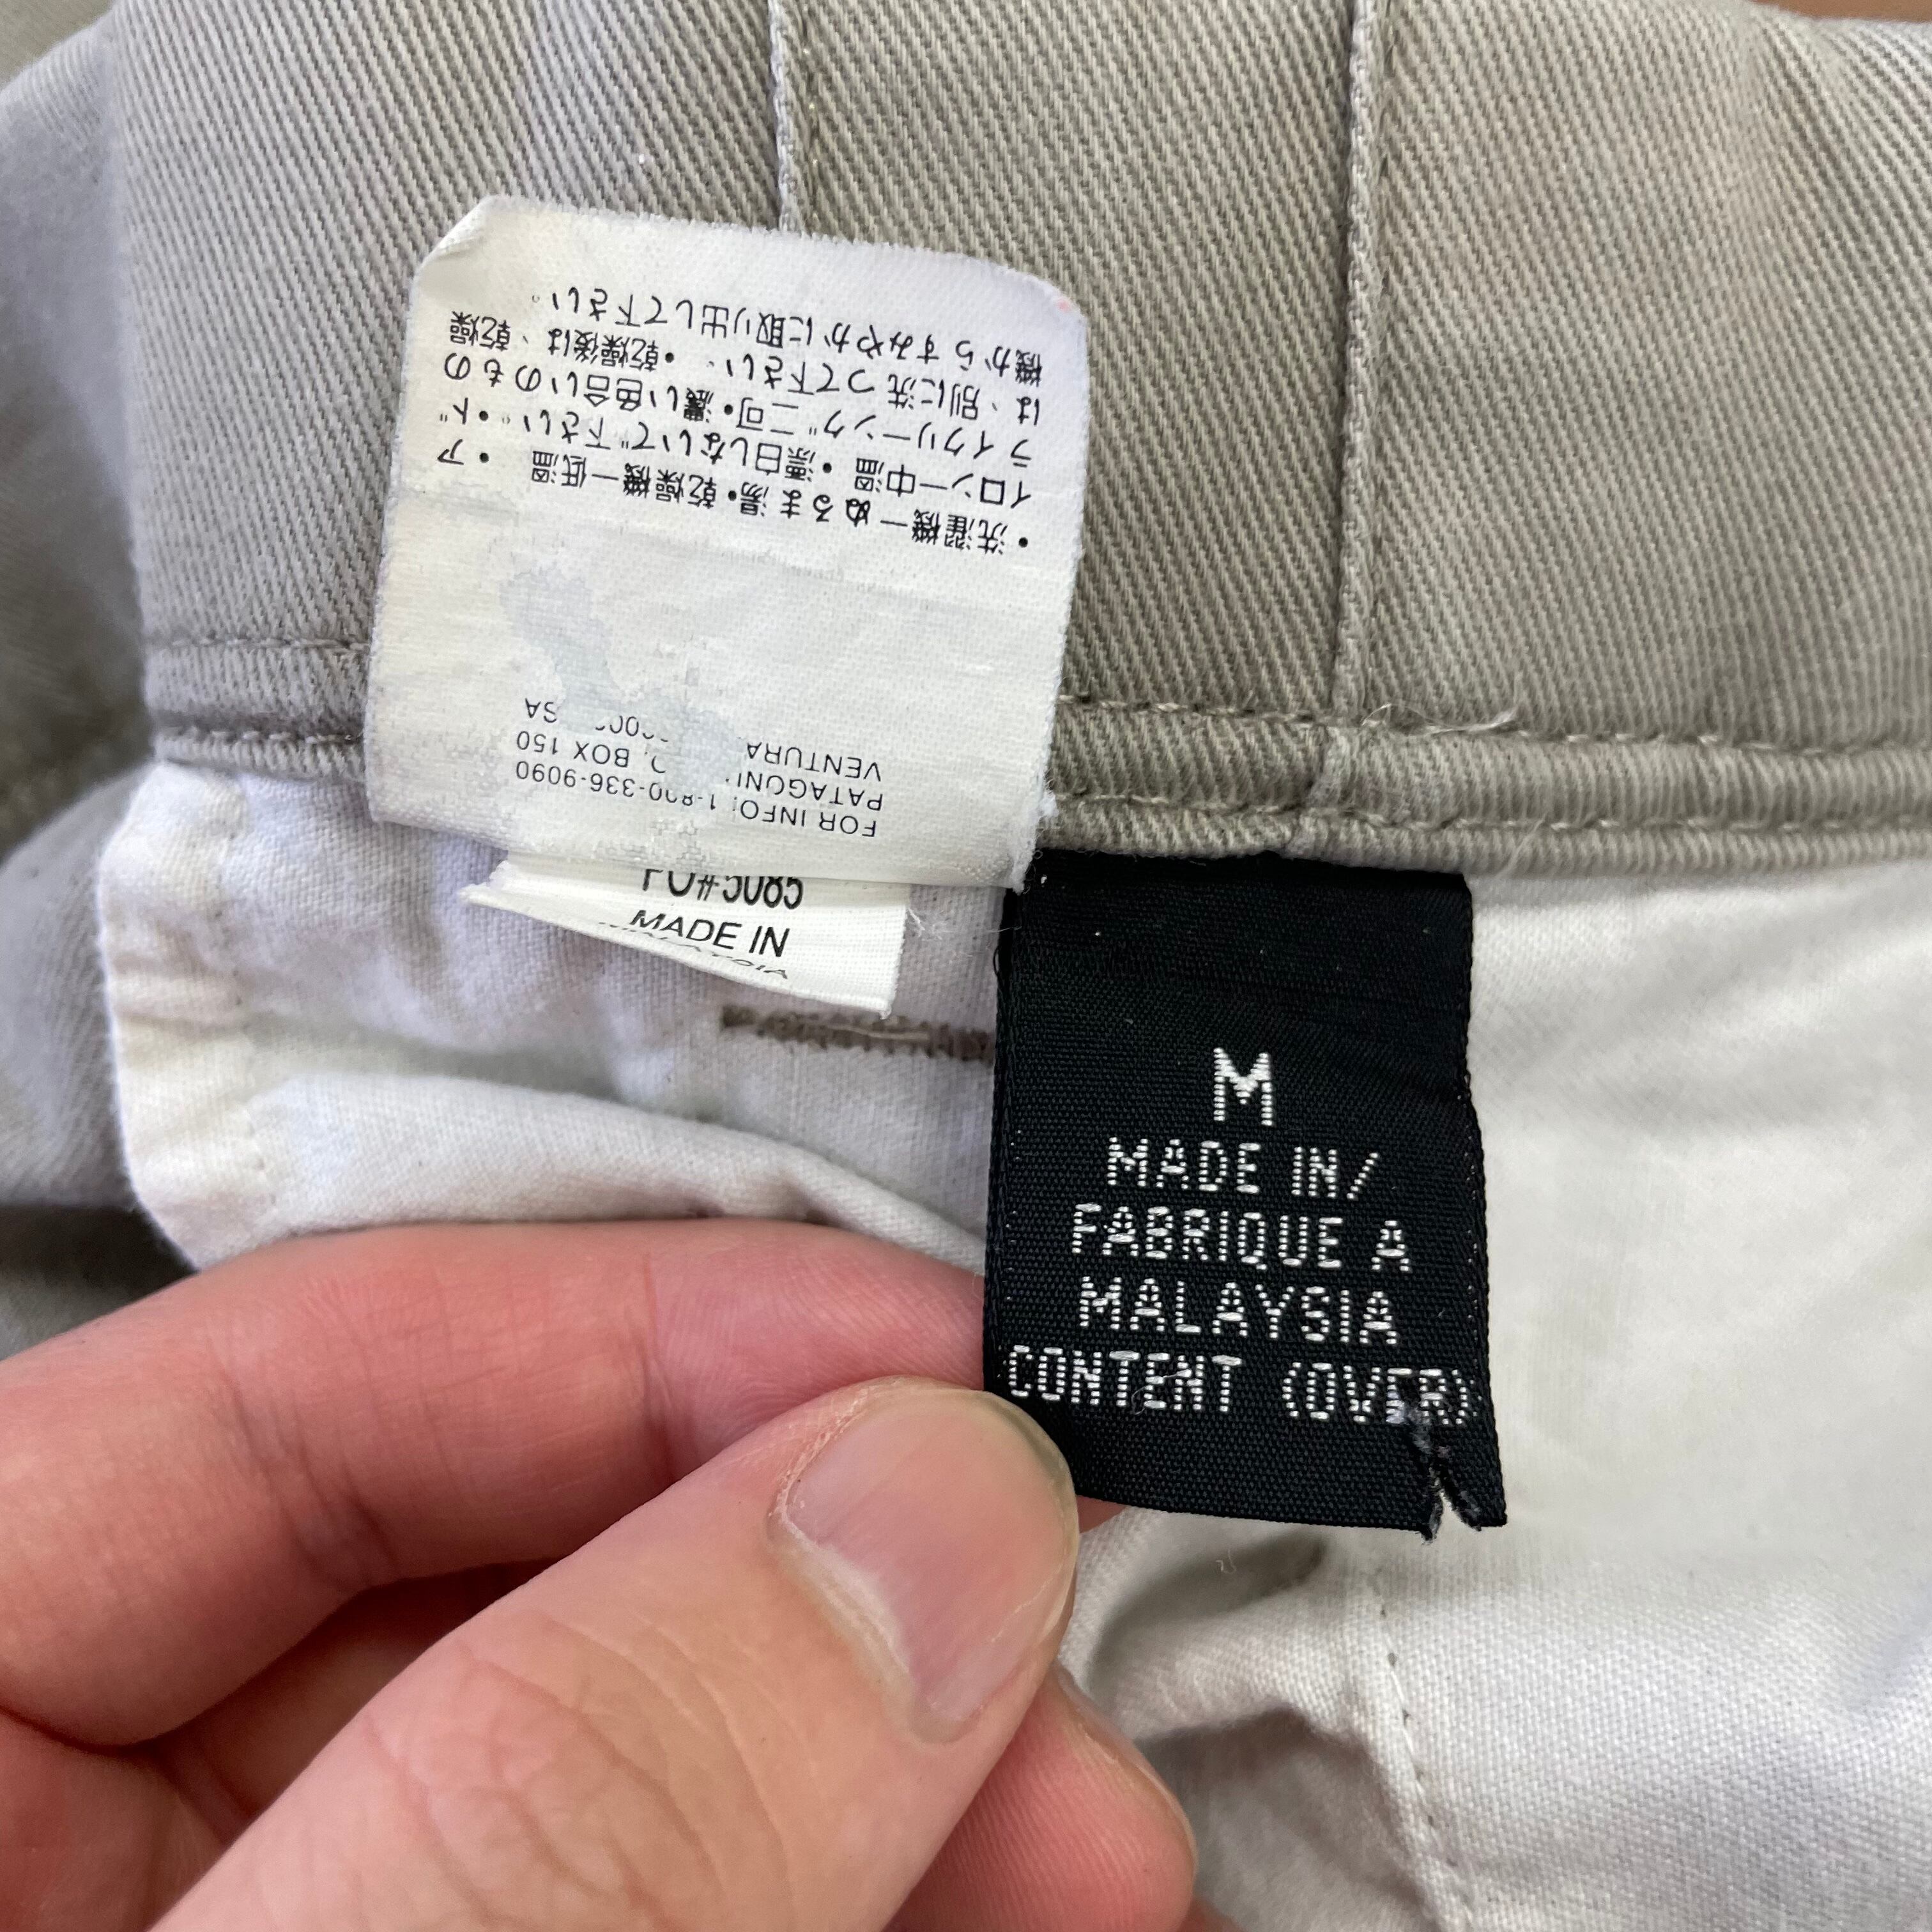 ・洗濯機ーぬるま湯・乾燥機ー低温 ・ア
イロンー中温・漂白しないで下さい。・ド
ライクリーニング可・濃い色合いのもの
は、別に洗って下さい。・乾燥後は、乾燥
機からすみやかに取り出して下さい。
FOR INFO: 336-9090
BOX 150
VENTURA
MADE IN
M
MADE IN/
FABRIQUE A
MALAYSIA
CONTENT (OVER)